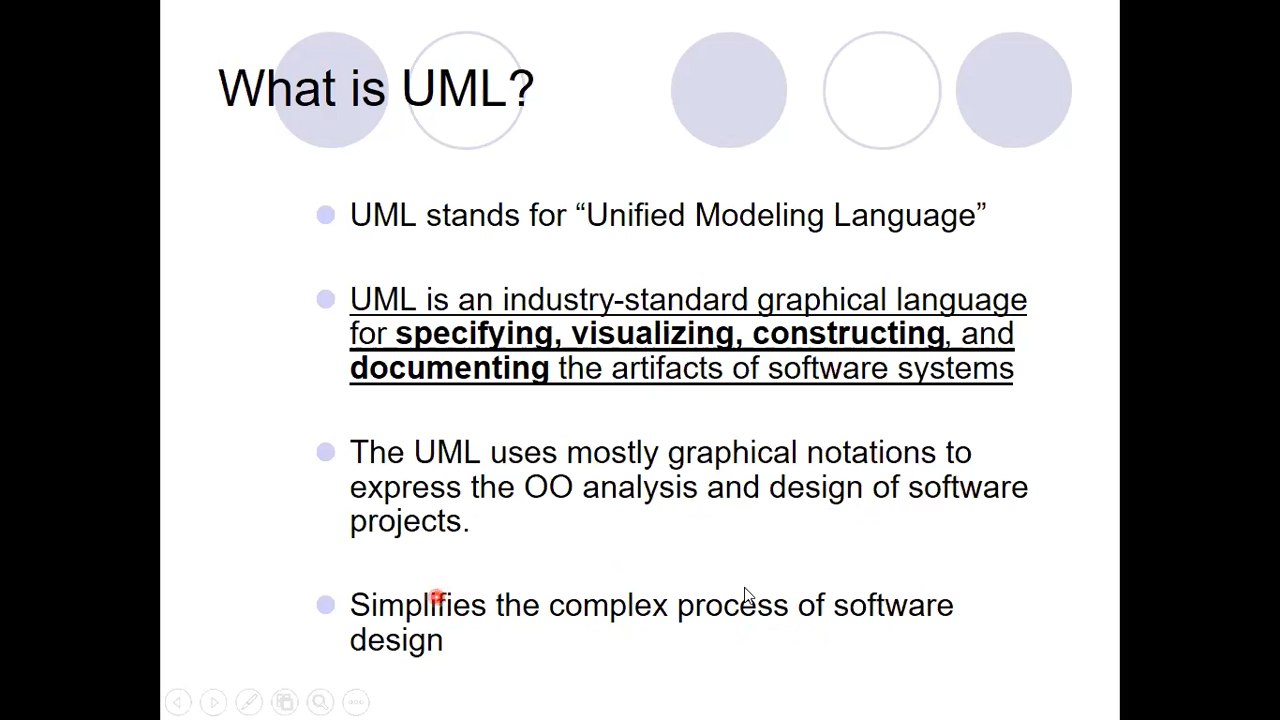 What is UML?
UML stands for “Unified Modeling Language”
UML is an industry-standard graphical language
for specifying, visualizing, constructing, and
documenting the artifacts of software systems
The UML uses mostly graphical notations to
express the OO analysis and design of software
projects.
Simplifies the complex process of software
design